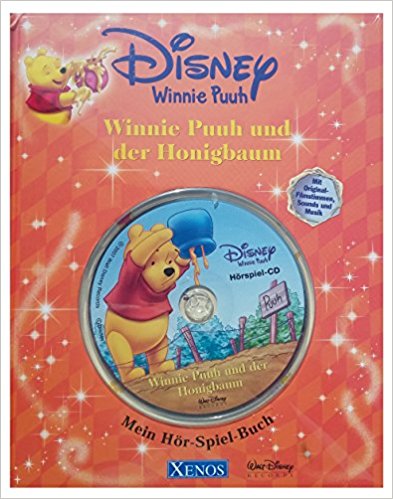 Disney
Winnie Puuh
Winnie Puuh und
der Honigbaum
Mit
Original-
Filmstimmen,
Sounds und
Musik
Disney
Winnie Puuh
Hörspiel-CD
Pooh
Winnie Puuh und der
Honigbaum
Walt Disney
RECORDS
Mein Hör-Spiel-Buch
XENOS
Walt Disney
RECORDS